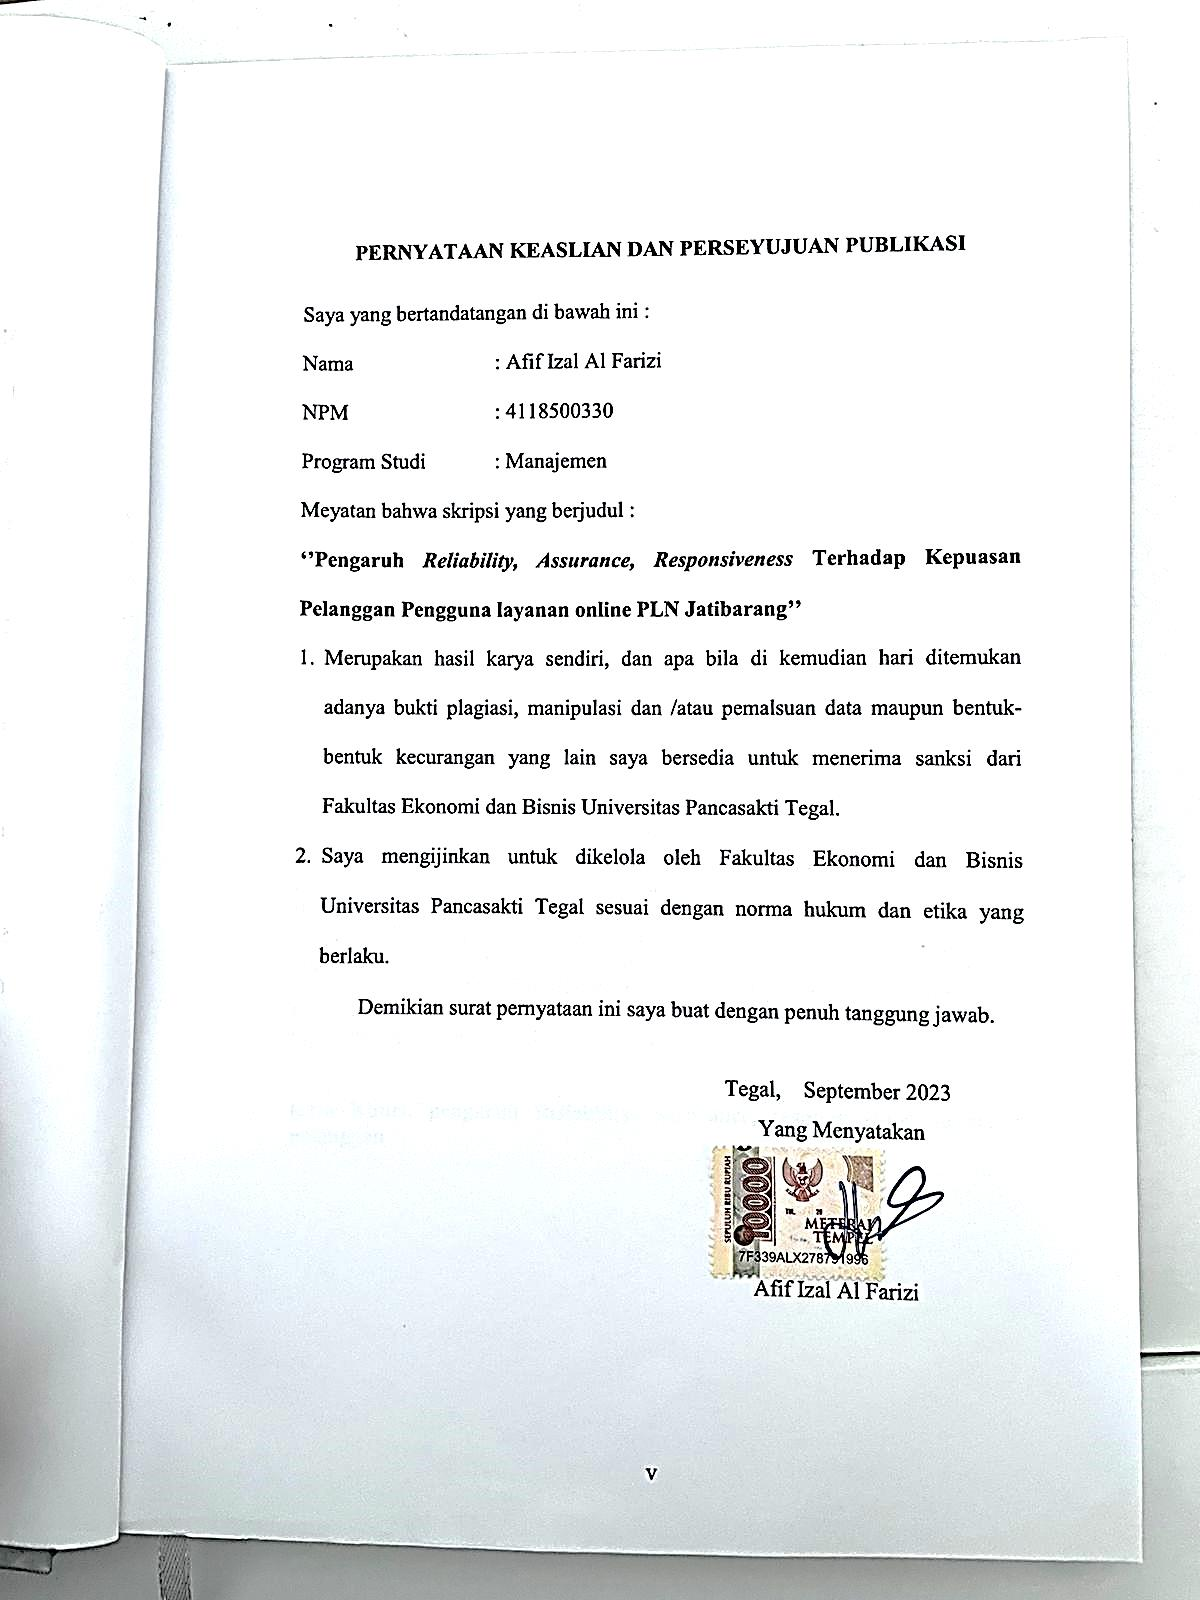 PERNYATAAN KEASLIAN DAN PERSEYUJUAN PUBLIKASI
Saya yang bertandatangan di bawah ini :
Nama : Afif Izal Al Farizi
NPM : 4118500330
Program Studi : Manajemen
Meyatan bahwa skripsi yang berjudul :
‘’Pengaruh Reliability, Assurance, Responsiveness Terhadap Kepuasan
Pelanggan Pengguna layanan online PLN Jatibarang’’
1. Merupakan hasil karya sendiri, dan apa bila di kemudian hari ditemukan
adanya bukti plagiasi, manipulasi dan /atau pemalsuan data maupun bentuk-
bentuk kecurangan yang lain saya bersedia untuk menerima sanksi dari
Fakultas Ekonomi dan Bisnis Universitas Pancasakti Tegal.
2. Saya mengijinkan untuk dikelola oleh Fakultas Ekonomi dan Bisnis
Universitas Pancasakti Tegal sesuai dengan norma hukum dan etika yang
berlaku.
Demikian surat pernyataan ini saya buat dengan penuh tanggung jawab.
Tegal, September 2023
Yang Menyatakan
SEPULUH RIBU RUPIAH
10000
METERAI
TEMPEL
7F339ALX278791996
Afif Izal Al Farizi
v